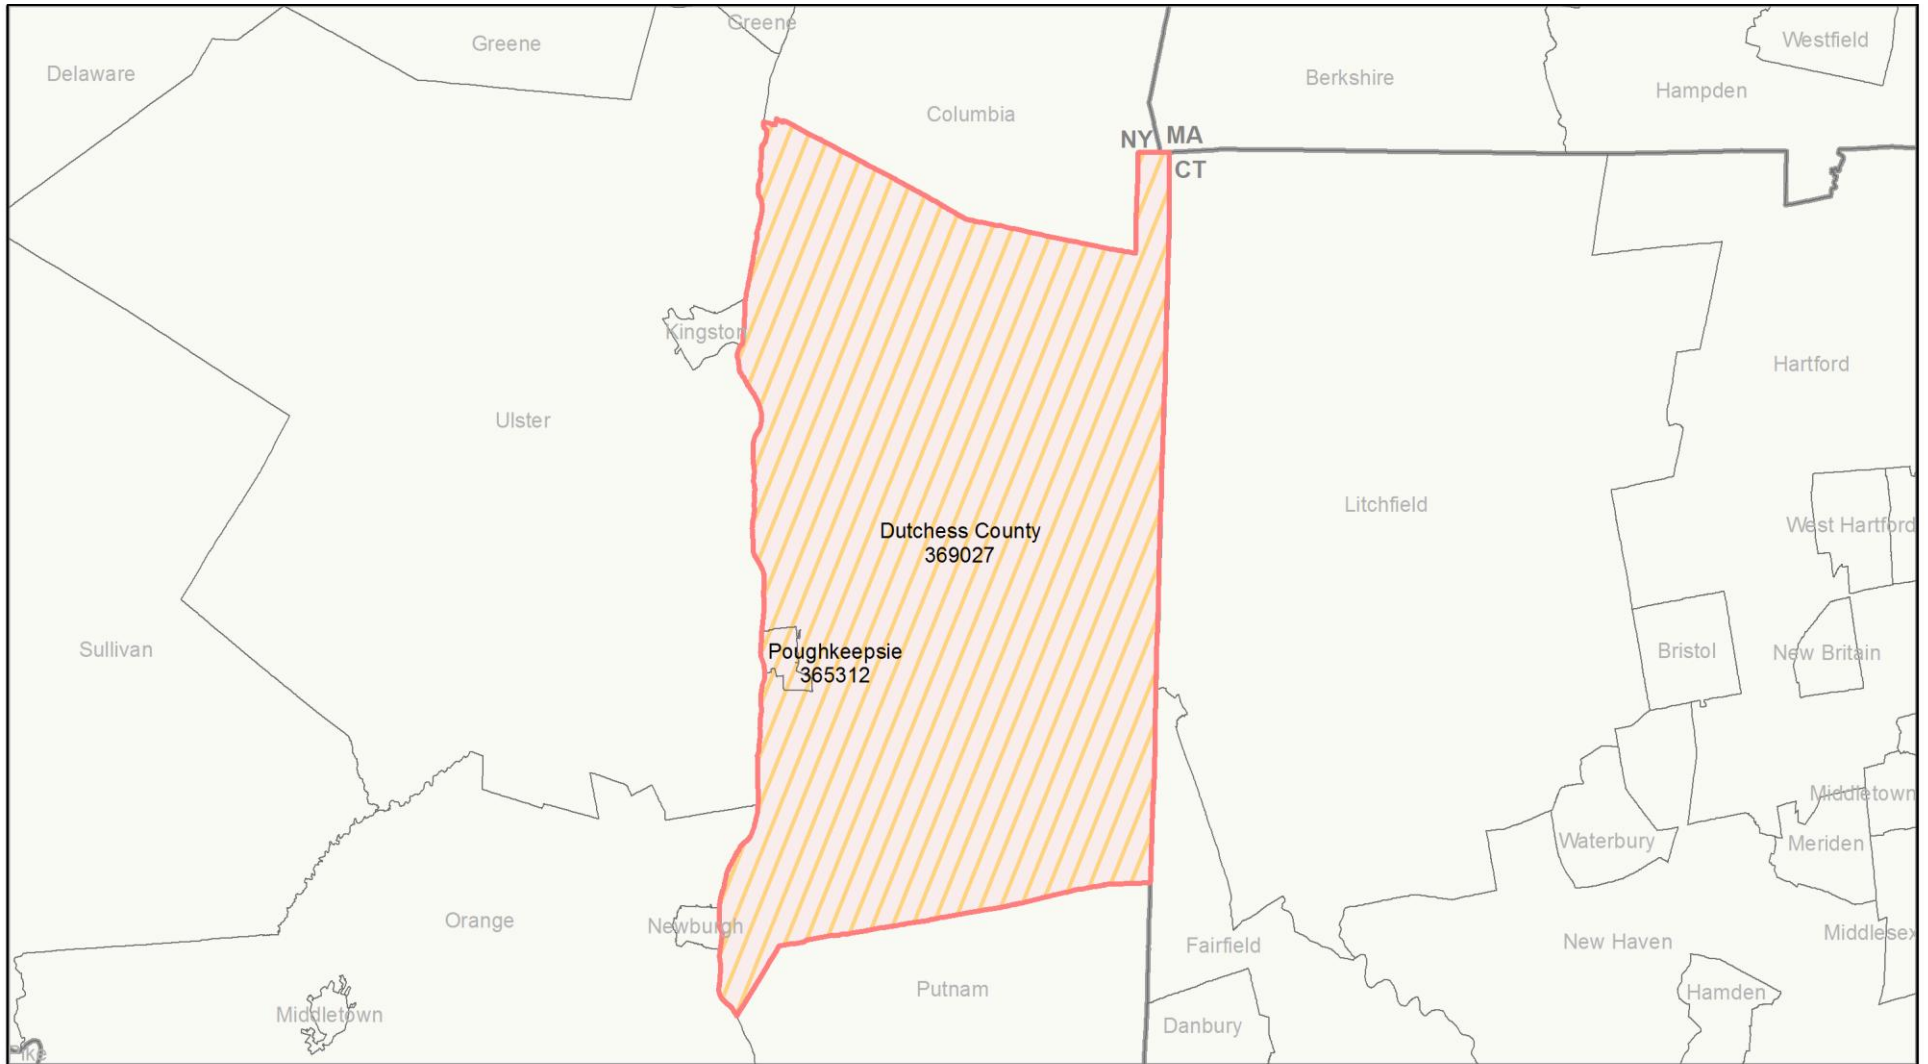 Greene
Greene
Westfield
Delaware
Berkshire
Hampden
Columbia
NY MA
CT
Kingston
Hartford
Ulster
Litchfield
West Hartford
Dutchess County
369027
Sullivan
Poughkeepsie
365312
Bristol
New Britain
Middletown
Waterbury
Meriden
Orange
Newburgh
Fairfield
New Haven
Middlesex
Putnam
Hamden
Middletown
Danbury
Pike